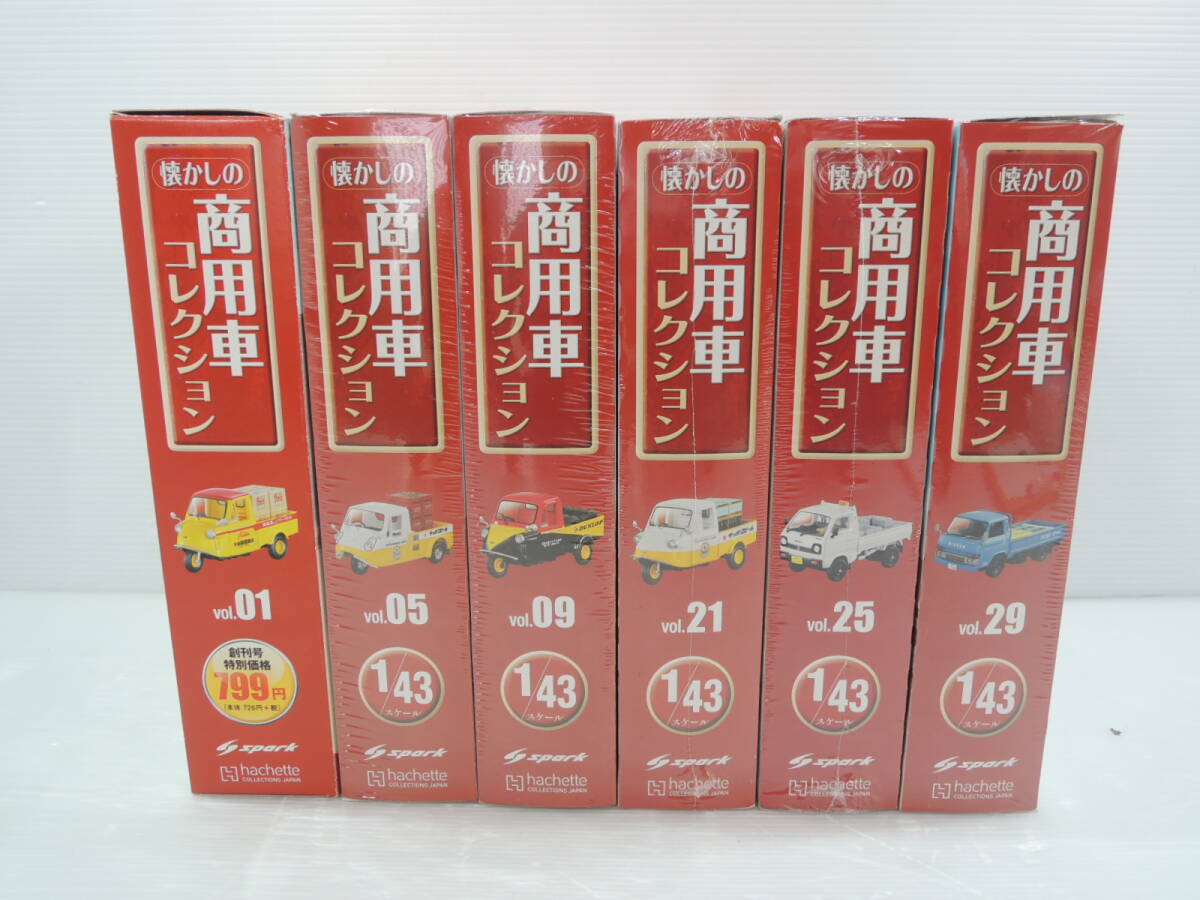 懐かしの
商用車
コレクション
vol.01
創刊号
特別価格
799円
(本体 726円+税)
spark
hachette
COLLECTIONS JAPAN
懐かしの
商用車
コレクション
vol.05
1/43
スケール
spark
hachette
COLLECTIONS JAPAN
懐かしの
商用車
コレクション
DUNLOP
vol.09
1/43
スケール
spark
hachette
COLLECTIONS JAPAN
懐かしの
商用車
コレクション
vol.21
1/43
スケール
spark
hachette
COLLECTIONS JAPAN
懐かしの
商用車
コレクション
vol.25
1/43
スケール
spark
hachette
COLLECTIONS JAPAN
懐かしの
商用車
コレクション
vol.29
1/43
スケール
spark
hachette
COLLECTIONS JAPAN